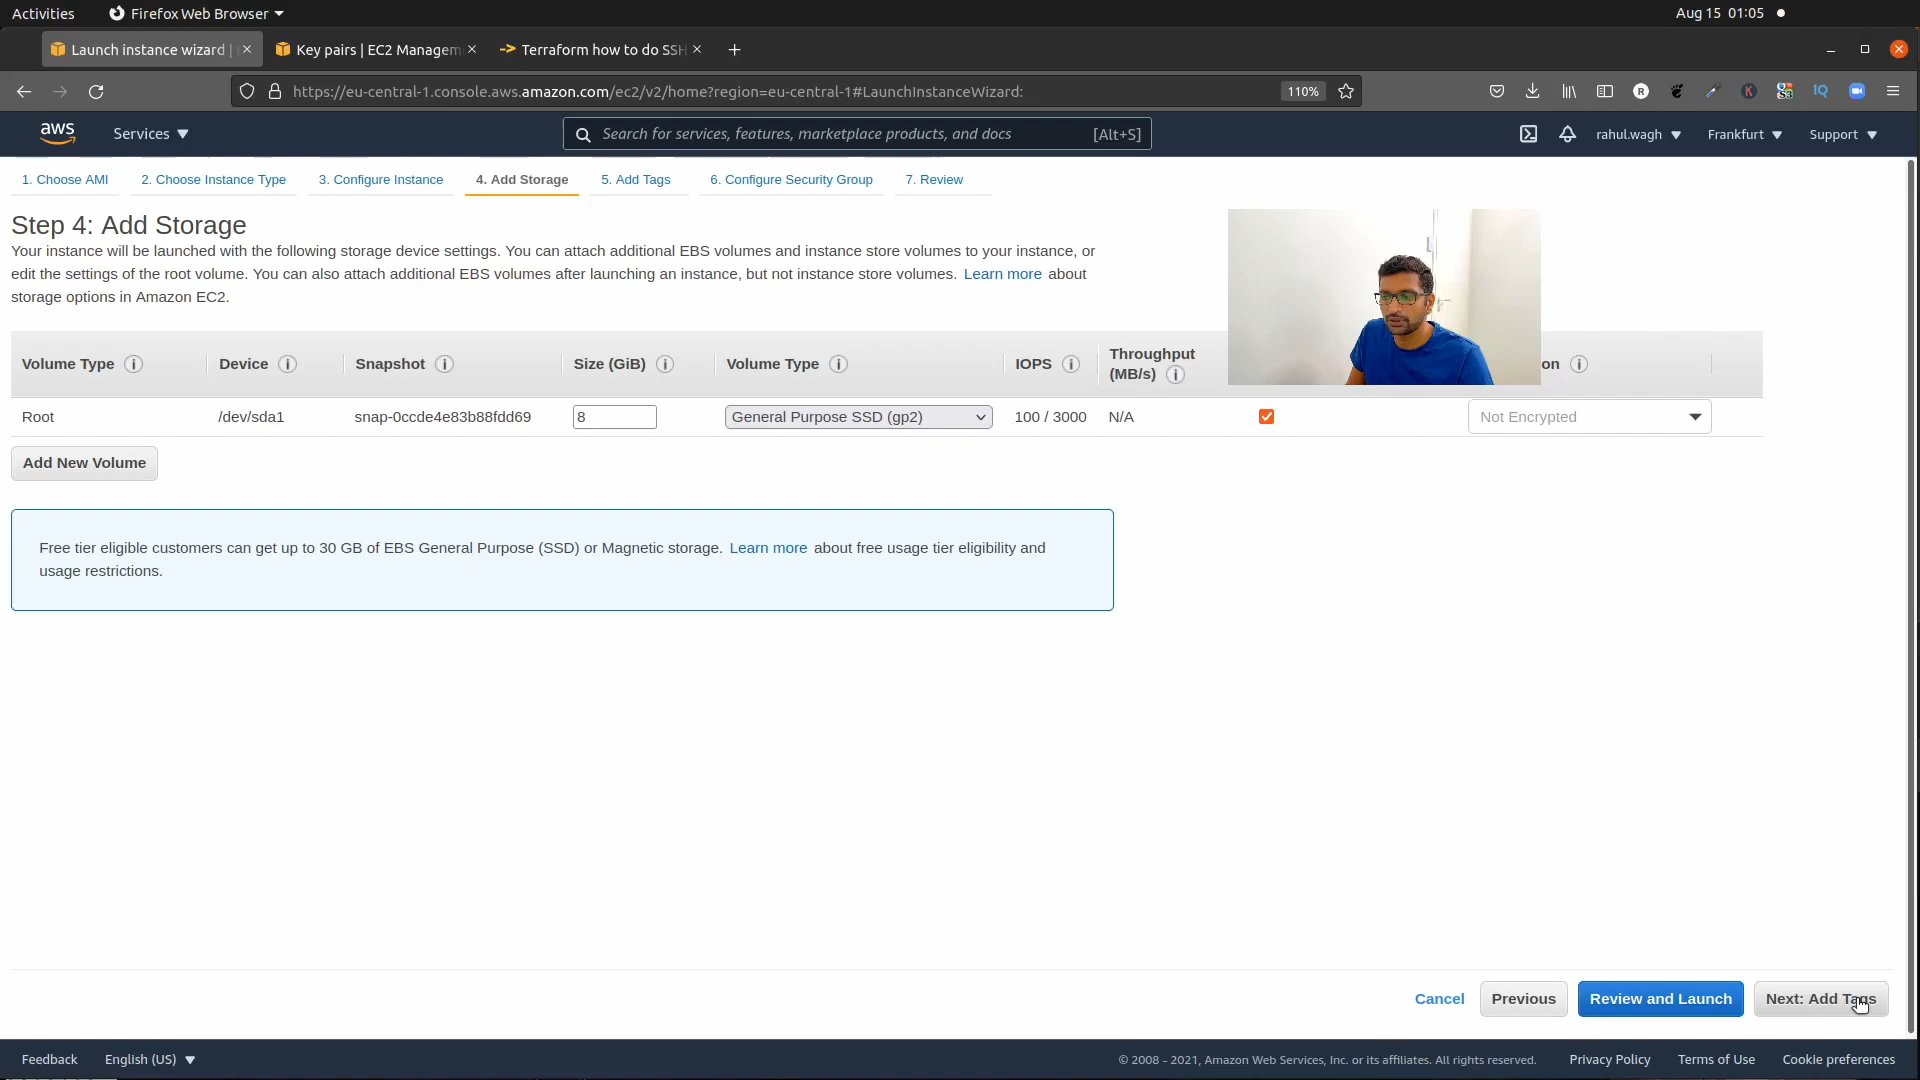 Activities Firefox Web Browser Aug 15 01:05
Launch instance wizard | Key pairs | EC2 Managem Terraform how to do SSH
https://eu-central-1.console.aws.amazon.com/ec2/v2/home?region=eu-central-1#LaunchInstanceWizard: 110%
aws Services Search for services, features, marketplace products, and docs [Alt+S] rahul.wagh Frankfurt Support
1. Choose AMI 2. Choose Instance Type 3. Configure Instance 4. Add Storage 5. Add Tags 6. Configure Security Group 7. Review
Step 4: Add Storage
Your instance will be launched with the following storage device settings. You can attach additional EBS volumes and instance store volumes to your instance, or
edit the settings of the root volume. You can also attach additional EBS volumes after launching an instance, but not instance store volumes. Learn more about
storage options in Amazon EC2.
Volume Type Device Snapshot Size (GiB) Volume Type IOPS Throughput (MB/s) on
Root /dev/sda1 snap-0ccde4e83b88fdd69 8 General Purpose SSD (gp2) 100 / 3000 N/A Not Encrypted
Add New Volume
Free tier eligible customers can get up to 30 GB of EBS General Purpose (SSD) or Magnetic storage. Learn more about free usage tier eligibility and
usage restrictions.
Cancel Previous Review and Launch Next: Add Tags
Feedback English (US) © 2008 - 2021, Amazon Web Services, Inc. or its affiliates. All rights reserved. Privacy Policy Terms of Use Cookie preferences